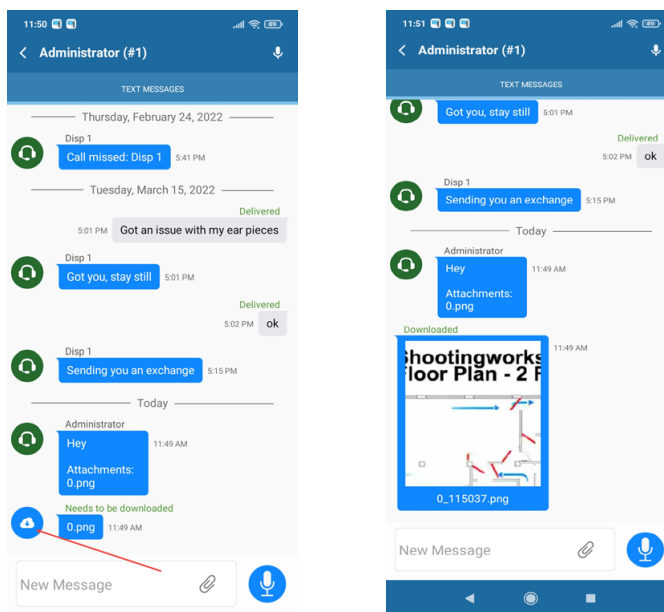 11:50
89
Administrator (#1)
TEXT MESSAGES
Thursday, February 24, 2022
Disp 1
Call missed: Disp 1
5:41 PM
Tuesday, March 15, 2022
Delivered
5:01 PM
Got an issue with my ear pieces
Disp 1
Got you, stay still
5:01 PM
Delivered
5:02 PM
ok
Disp 1
Sending you an exchange
5:15 PM
Today
Administrator
Hey
11:49 AM
Attachments:
0.png
Needs to be downloaded
0.png
11:49 AM
New Message
11:51
89
Administrator (#1)
TEXT MESSAGES
Got you, stay still
5:01 PM
Delivered
5:02 PM
ok
Disp 1
Sending you an exchange
5:15 PM
Today
Administrator
Hey
11:49 AM
Attachments:
0.png
Downloaded
11:49 AM
Shootingworks
Floor Plan - 2 F
0_115037.png
New Message